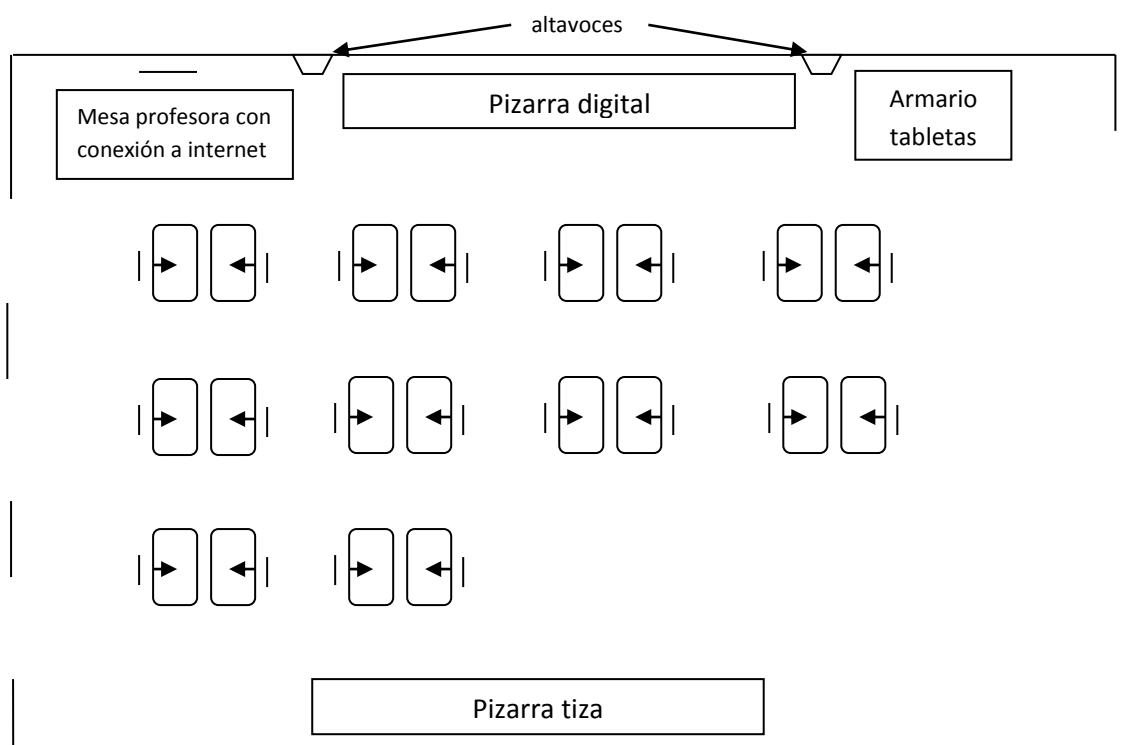 altavoces
Mesa profesora con
conexión a internet
Pizarra digital
Armario
tabletas
Pizarra tiza